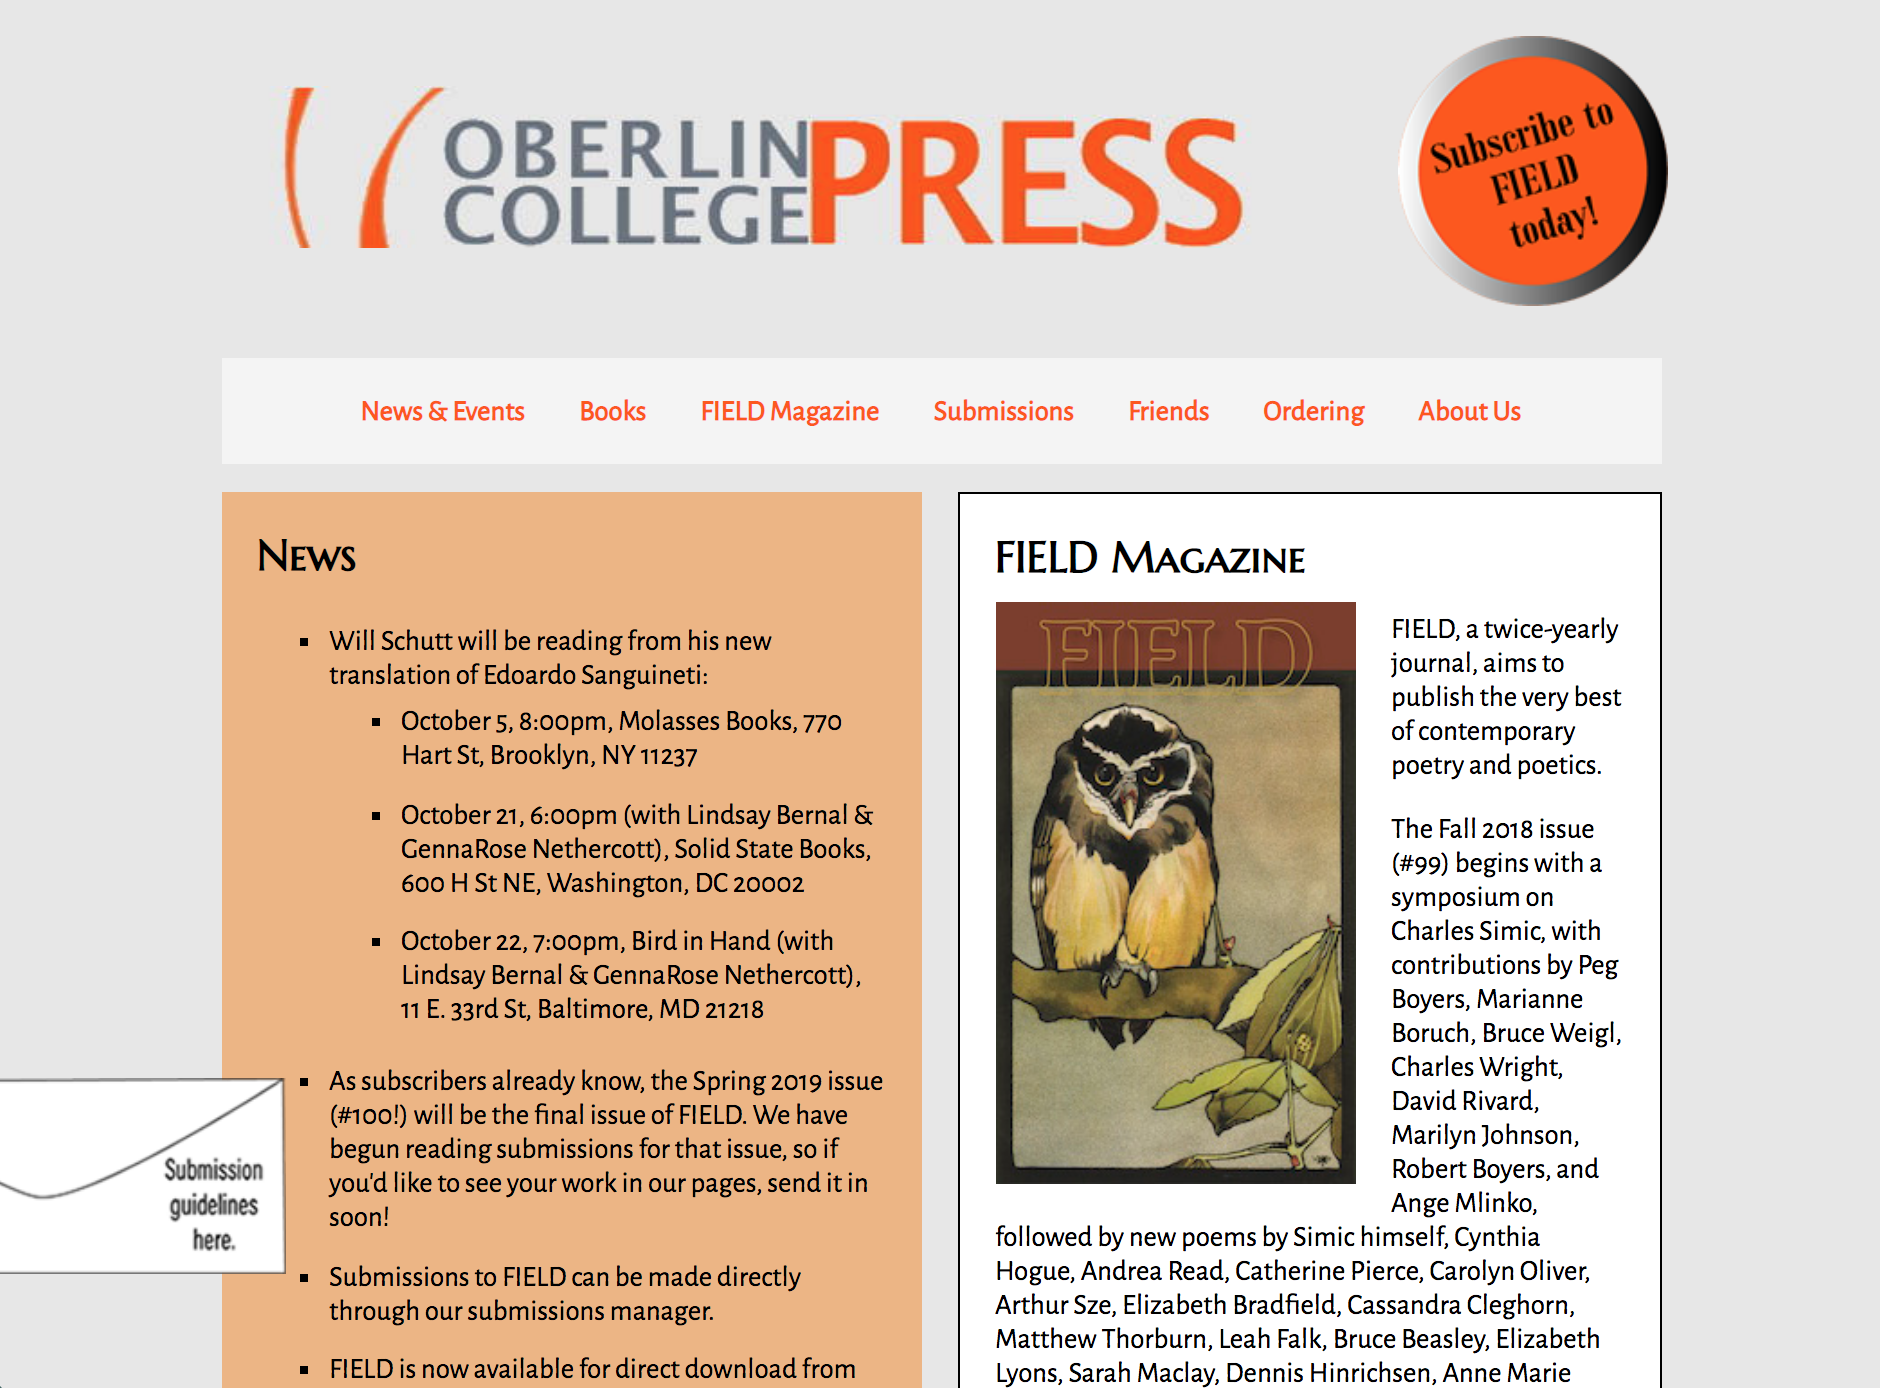 OBERLIN
COLLEGE
PRESS
Subscribe to
FIELD
today!
News & Events
Books
FIELD Magazine
Submissions
Friends
Ordering
About Us
News
Will Schutt will be reading from his new
translation of Edoardo Sanguineti:
October 5, 8:00pm, Molasses Books, 770
Hart St, Brooklyn, NY 11237
October 21, 6:00pm (with Lindsay Bernal &
GennaRose Nethercott), Solid State Books,
600 H St NE, Washington, DC 20002
October 22, 7:00pm, Bird in Hand (with
Lindsay Bernal & GennaRose Nethercott),
11 E. 33rd St, Baltimore, MD 21218
As subscribers already know, the Spring 2019 issue
(#100!) will be the final issue of FIELD. We have
begun reading submissions for that issue, so if
you'd like to see your work in our pages, send it in
soon!
Submissions to FIELD can be made directly
through our submissions manager.
FIELD is now available for direct download from
Submission
guidelines
here.
FIELD Magazine
FIELD
FIELD, a twice-yearly
journal, aims to
publish the very best
of contemporary
poetry and poetics.
The Fall 2018 issue
(#99) begins with a
symposium on
Charles Simic, with
contributions by Peg
Boyers, Marianne
Boruch, Bruce Weigl,
Charles Wright,
David Rivard,
Marilyn Johnson,
Robert Boyers, and
Ange Mlinko,
followed by new poems by Simic himself, Cynthia
Hogue, Andrea Read, Catherine Pierce, Carolyn Oliver,
Arthur Sze, Elizabeth Bradfield, Cassandra Cleghorn,
Matthew Thorburn, Leah Falk, Bruce Beasley, Elizabeth
Lyons, Sarah Maclay, Dennis Hinrichsen, Anne Marie